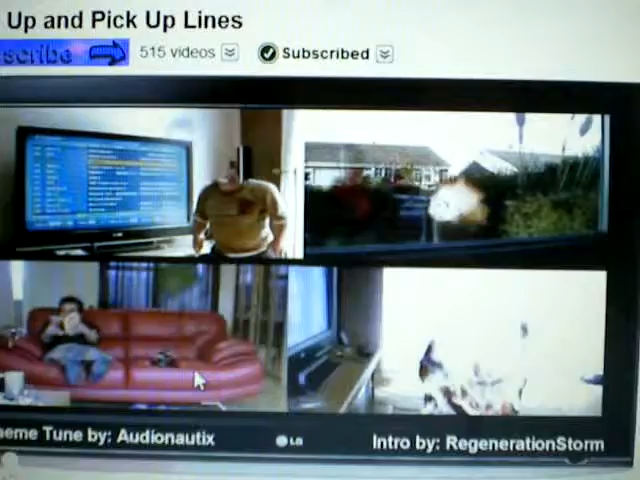 Up and Pick Up Lines
scribe
515 videos
Subscribed
eme Tune by: Audionautix
LG
Intro by: RegenerationStorm